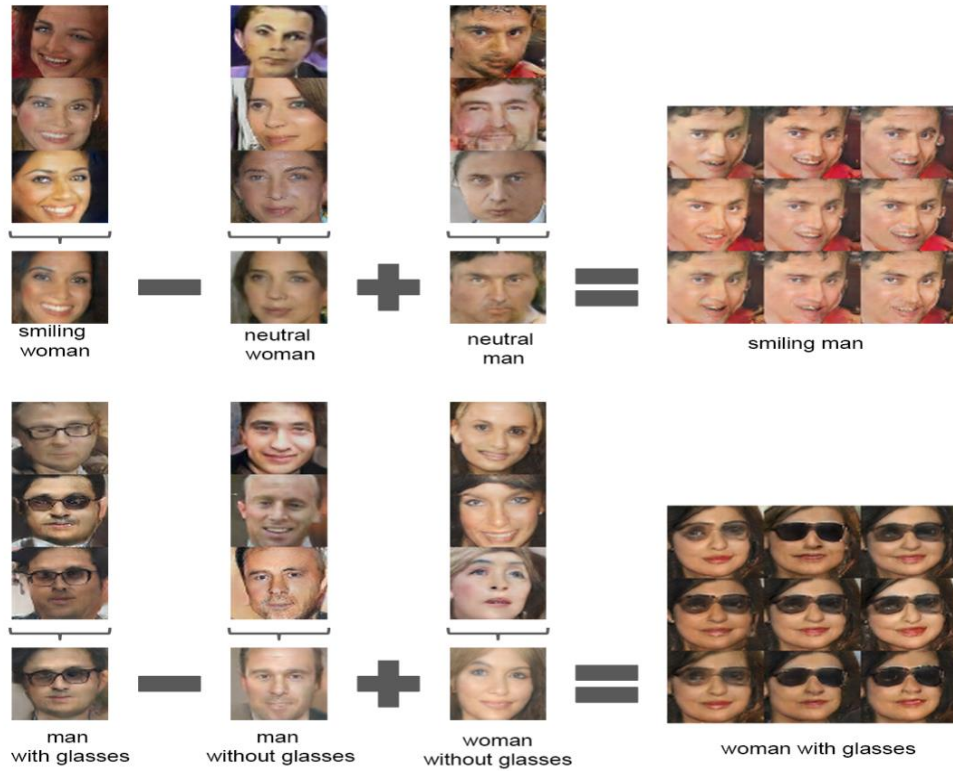 smiling
woman
neutral
woman
neutral
man
smiling man
man
with glasses
man
without glasses
woman
without glasses
woman with glasses